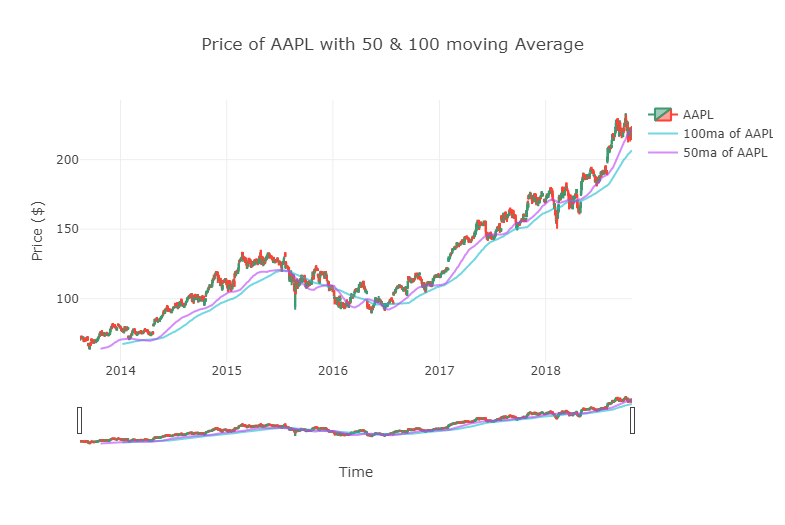 Price of AAPL with 50 & 100 moving Average
AAPL
100ma of AAPL
50ma of AAPL
Price ($)
200
150
100
2014 2015 2016 2017 2018
Time